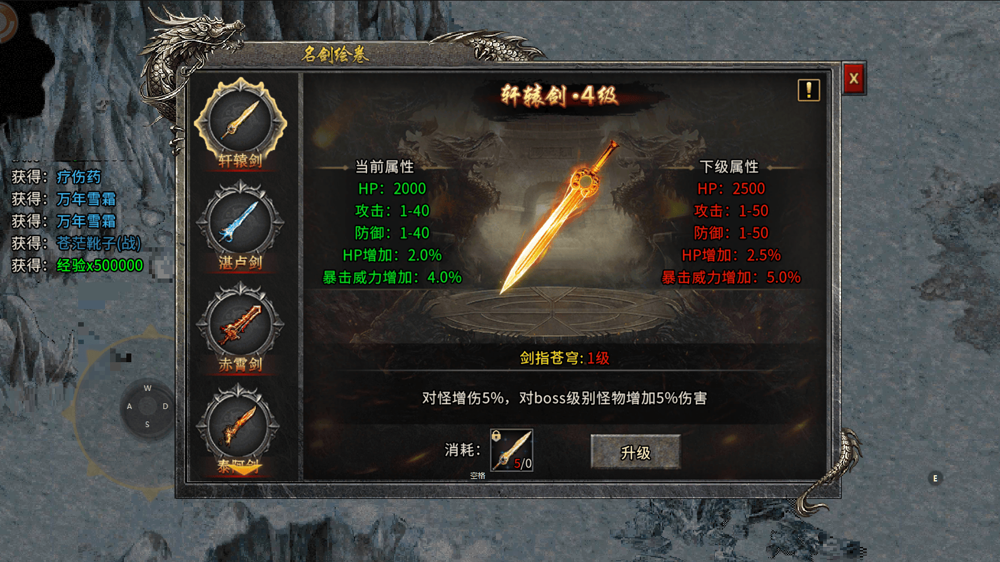 名剑绘卷
X
轩辕剑·4级
!
轩辕剑
湛卢剑
赤霄剑
泰阿剑
获得：疗伤药
获得：万年雪霜
获得：万年雪霜
获得：苍茫靴子(战)
获得：经验x500000
当前属性
HP：2000
攻击：1-40
防御：1-40
HP增加：2.0%
暴击威力增加：4.0%
下级属性
HP：2500
攻击：1-50
防御：1-50
HP增加：2.5%
暴击威力增加：5.0%
剑指苍穹:1级
对怪增伤5%，对boss级别怪物增加5%伤害
消耗：
5/0
空格
升级
W
A
D
S
E